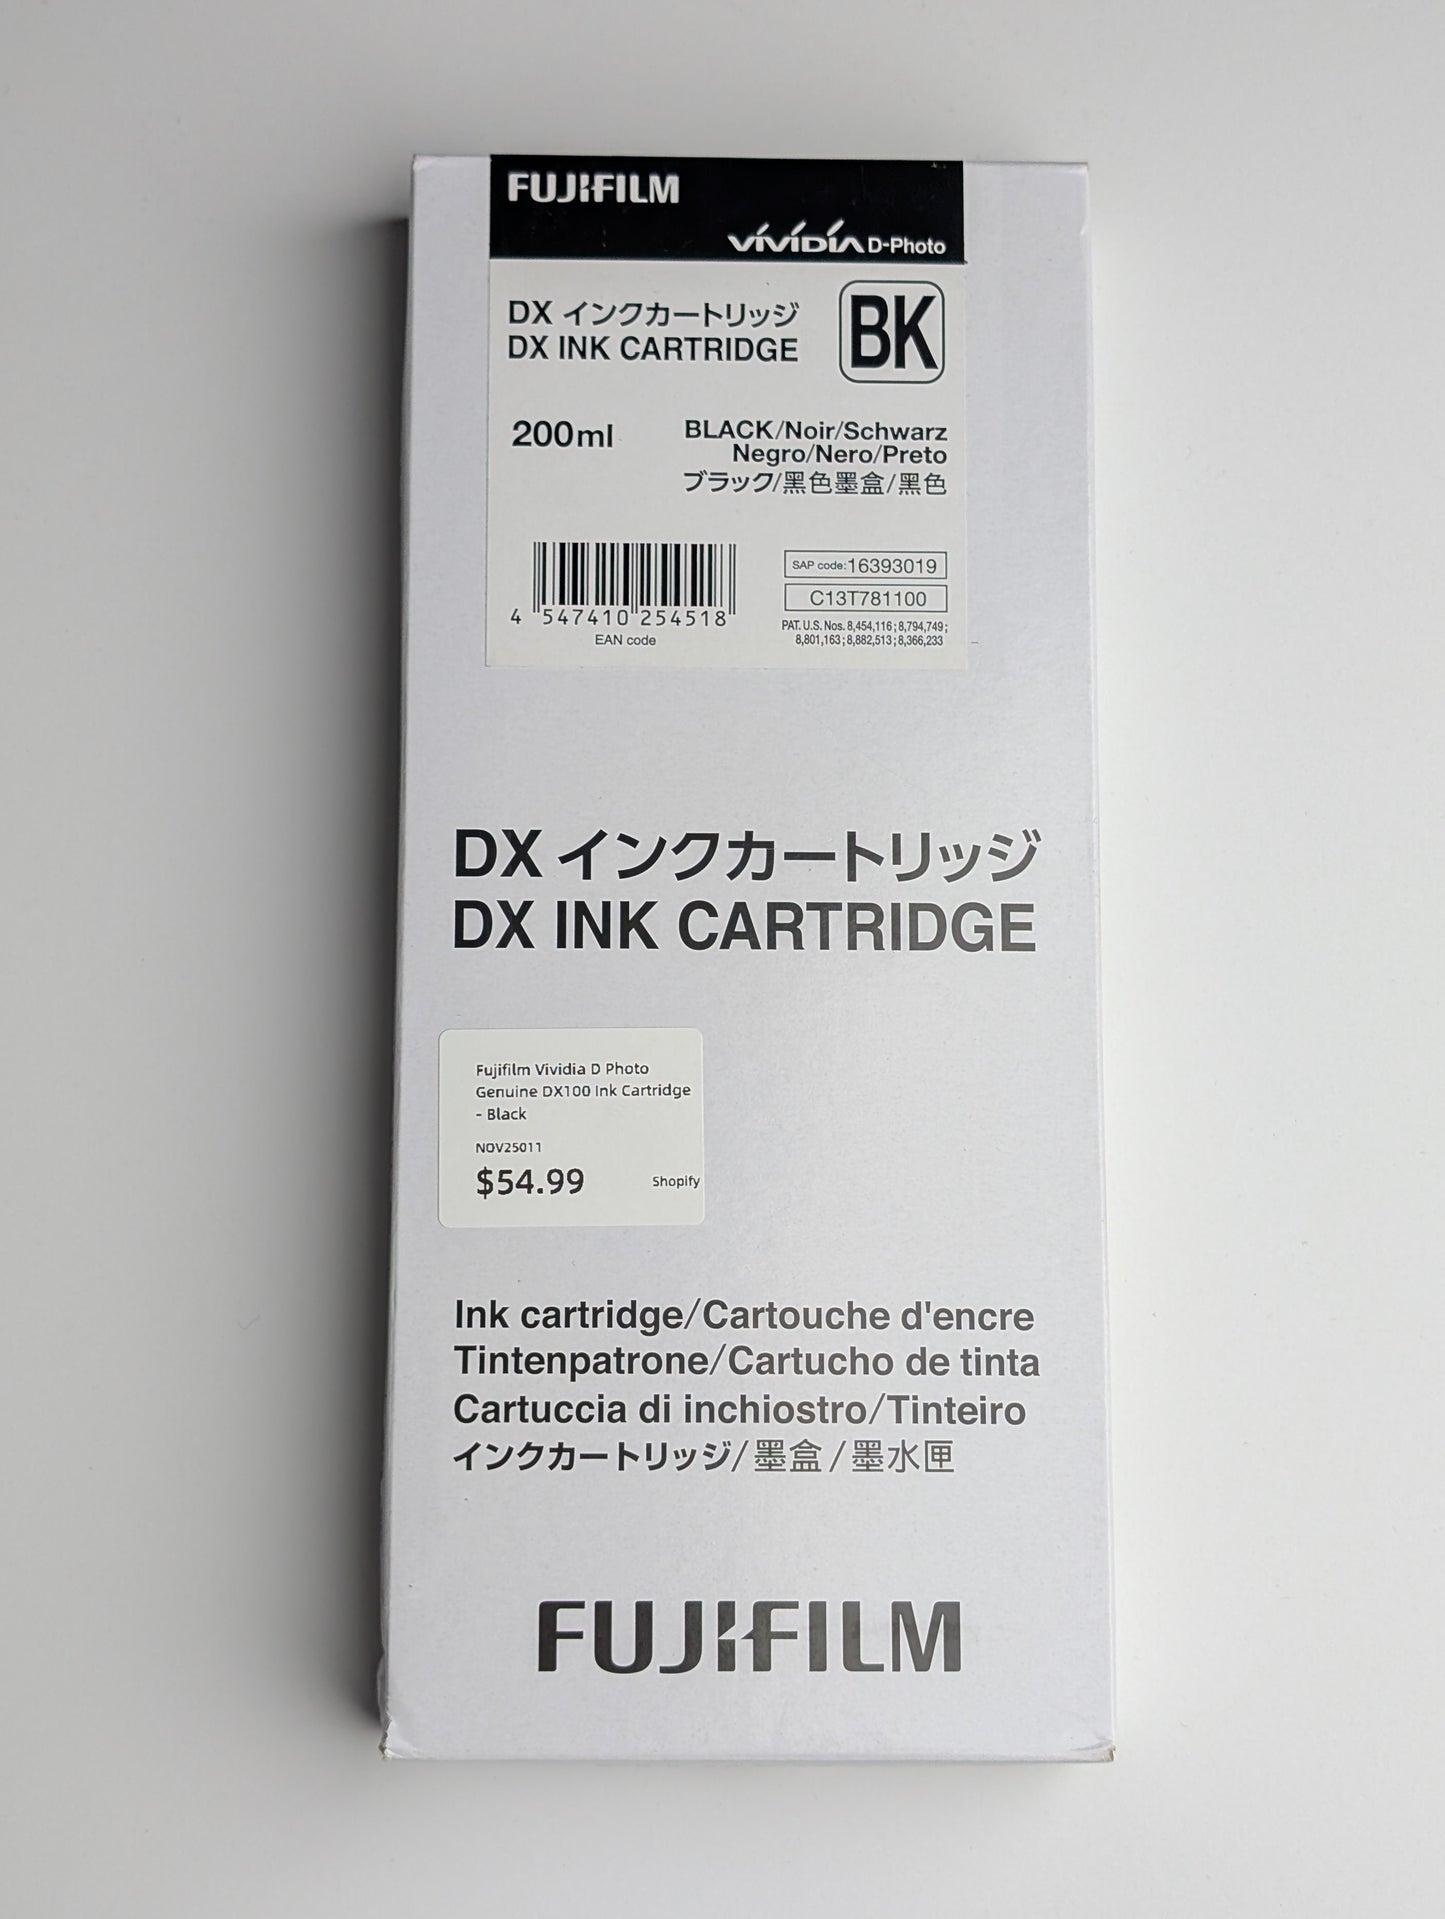 FUJIFILM
VIVIDIA D-Photo
DX インクカートリッジ
DX INK CARTRIDGE
BK
200ml
BLACK/Noir/Schwarz
Negro/Nero/Preto
ブラック/黑色墨盒/黑色
SAP code:16393019
C13T781100
PAT. U.S. Nos. 8,454,116 ; 8,794,749 ;
8,801,163 ; 8,882,513 ; 8,366,233
4 547410 254518
EAN code
DX インクカートリッジ
DX INK CARTRIDGE
Fujifilm Vividia D Photo
Genuine DX100 Ink Cartridge
- Black
NOV25011
$54.99
Shopify
Ink cartridge/Cartouche d'encre
Tintenpatrone/Cartucho de tinta
Cartuccia di inchiostro/Tinteiro
インクカートリッジ/墨盒/墨水匣
FUJIFILM